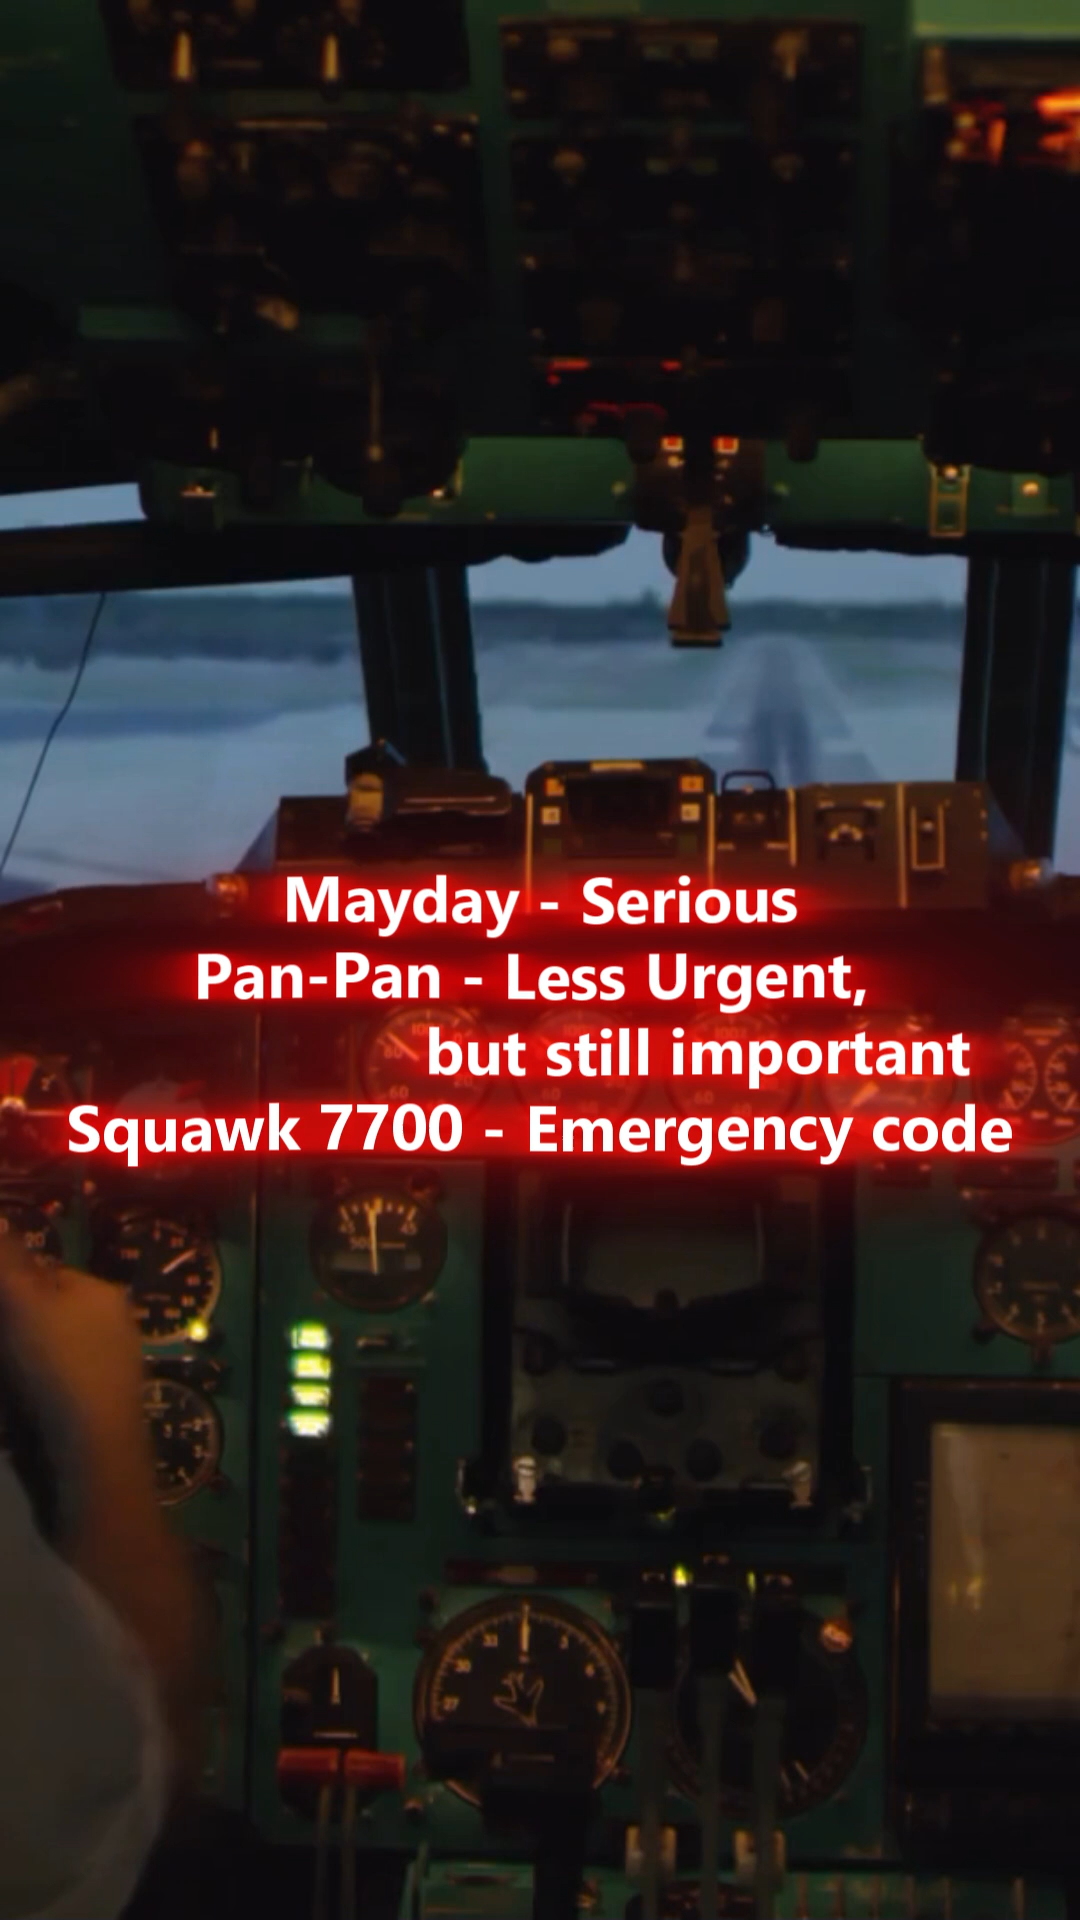 Mayday - Serious
Pan-Pan - Less Urgent,
but still important
Squawk 7700 - Emergency code